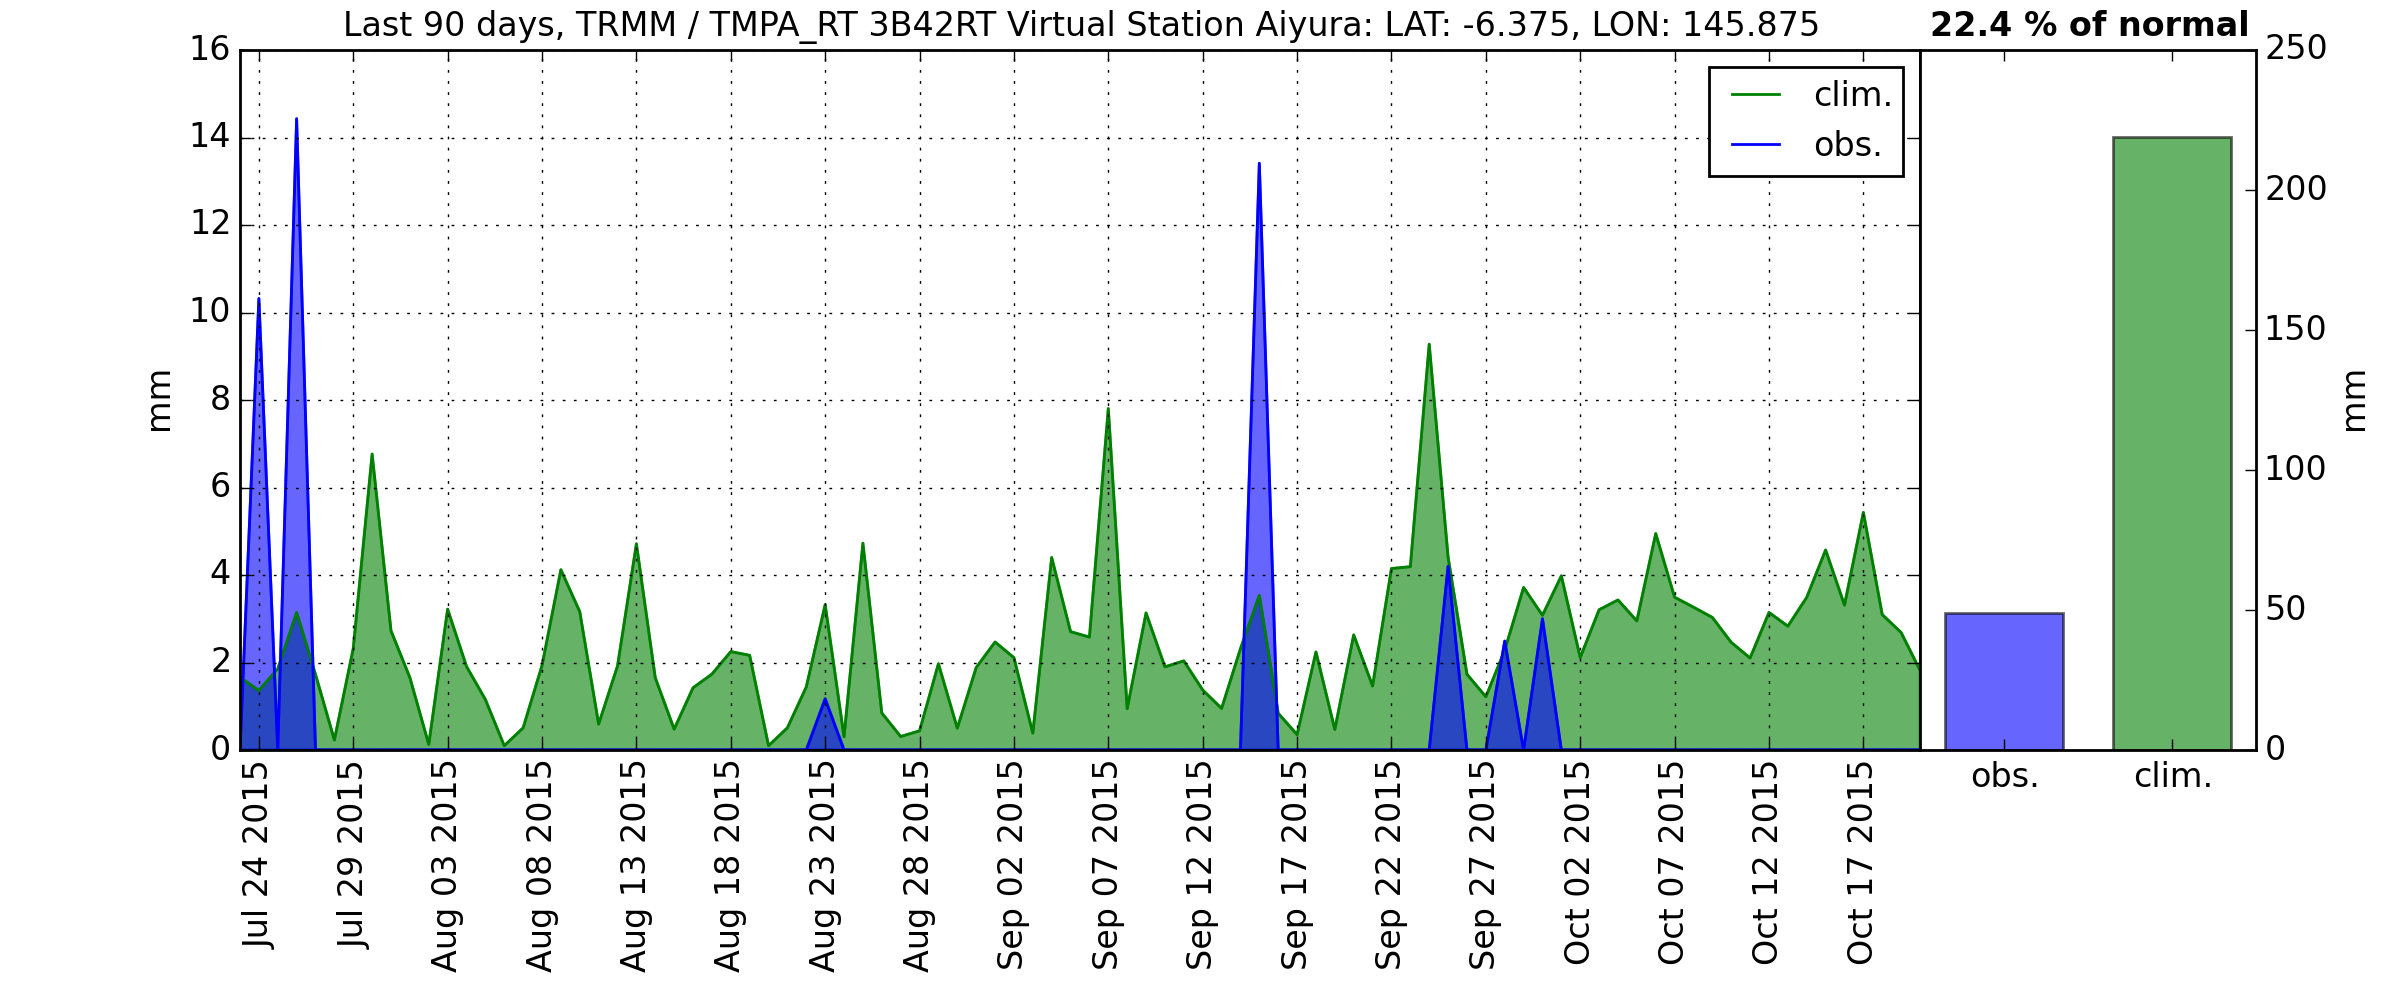 Last 90 days, TRMM / TMPA_RT 3B42RT Virtual Station Aiyura: LAT: -6.375, LON: 145.875
22.4 % of normal
16
14
12
10
8
6
4
2
0
mm
clim.
obs.
250
200
150
100
50
0
mm
obs.
clim.
Jul 24 2015
Jul 29 2015
Aug 03 2015
Aug 08 2015
Aug 13 2015
Aug 18 2015
Aug 23 2015
Aug 28 2015
Sep 02 2015
Sep 07 2015
Sep 12 2015
Sep 17 2015
Sep 22 2015
Sep 27 2015
Oct 02 2015
Oct 07 2015
Oct 12 2015
Oct 17 2015